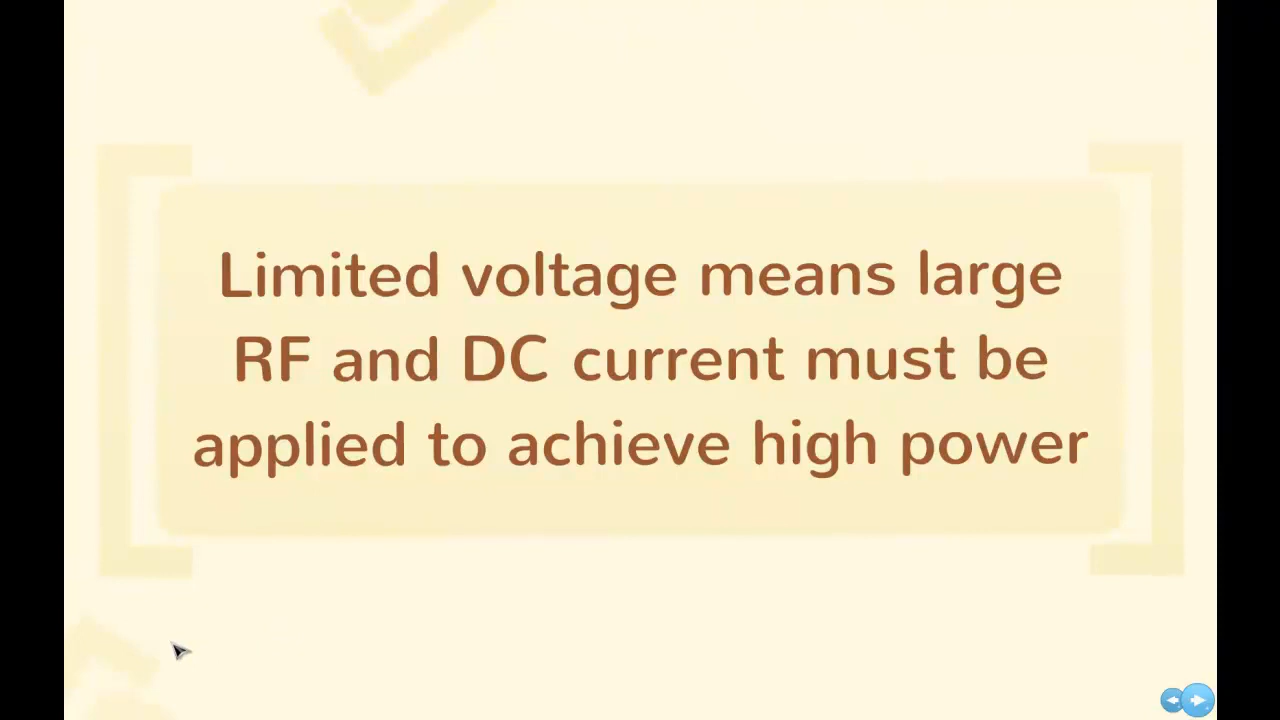 Limited voltage means large
RF and DC current must be
applied to achieve high power